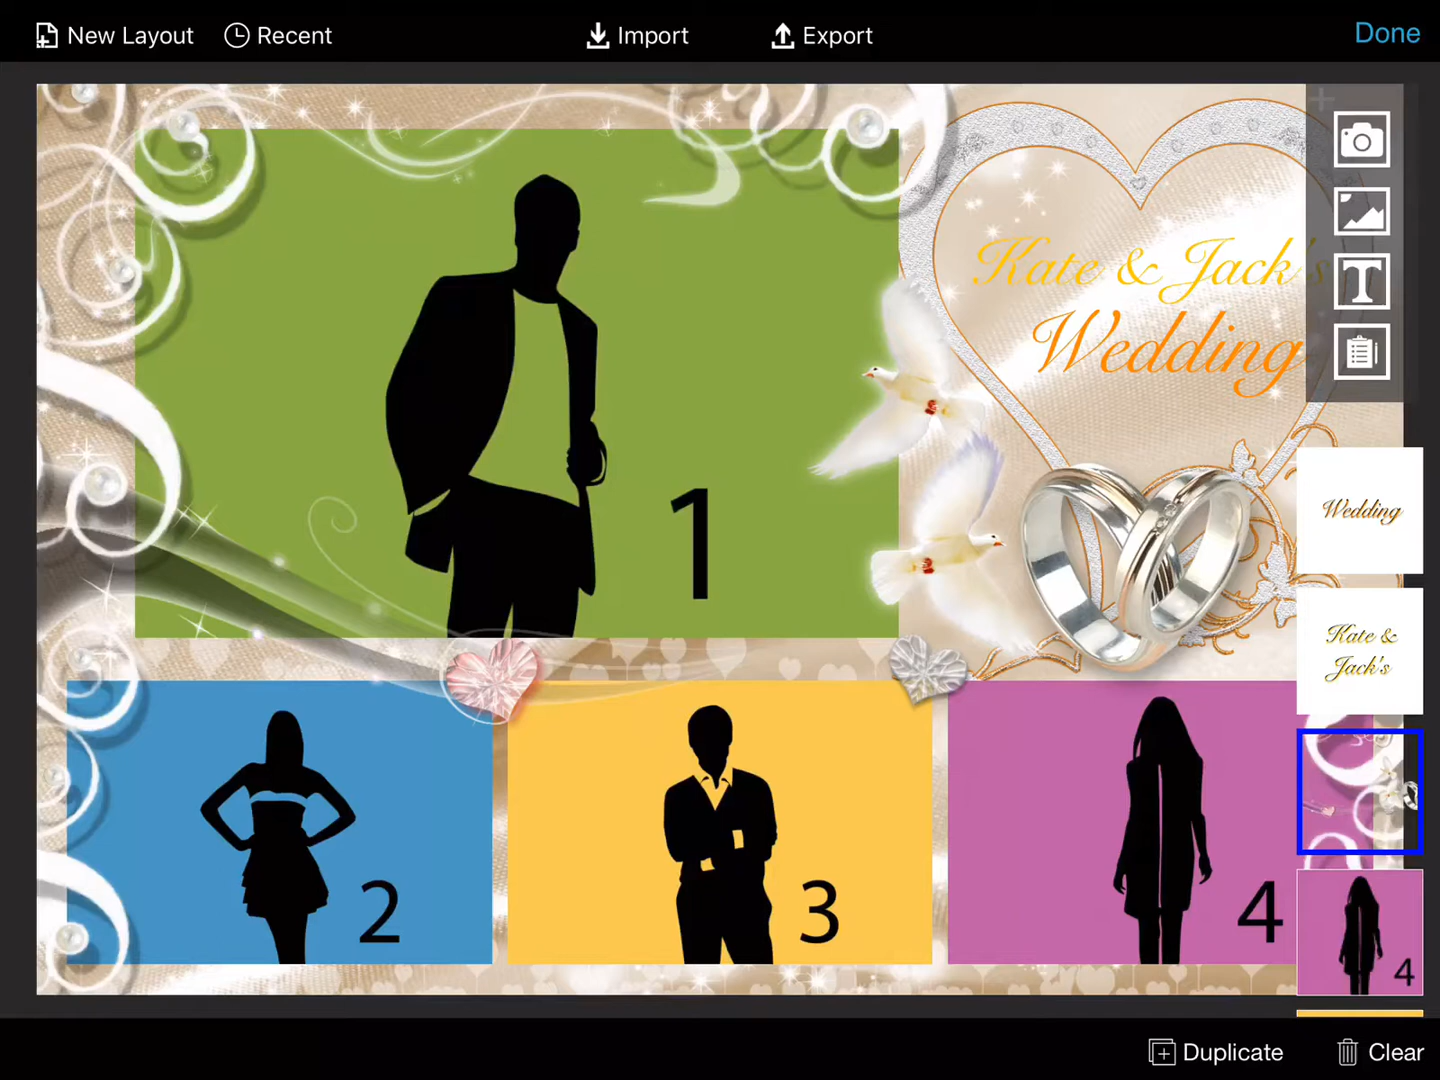 New Layout
Recent
Import
Export
Done
Kate & Jack's
Wedding
1
2
3
4
Wedding
Kate &
Jack's
4
Duplicate
Clear